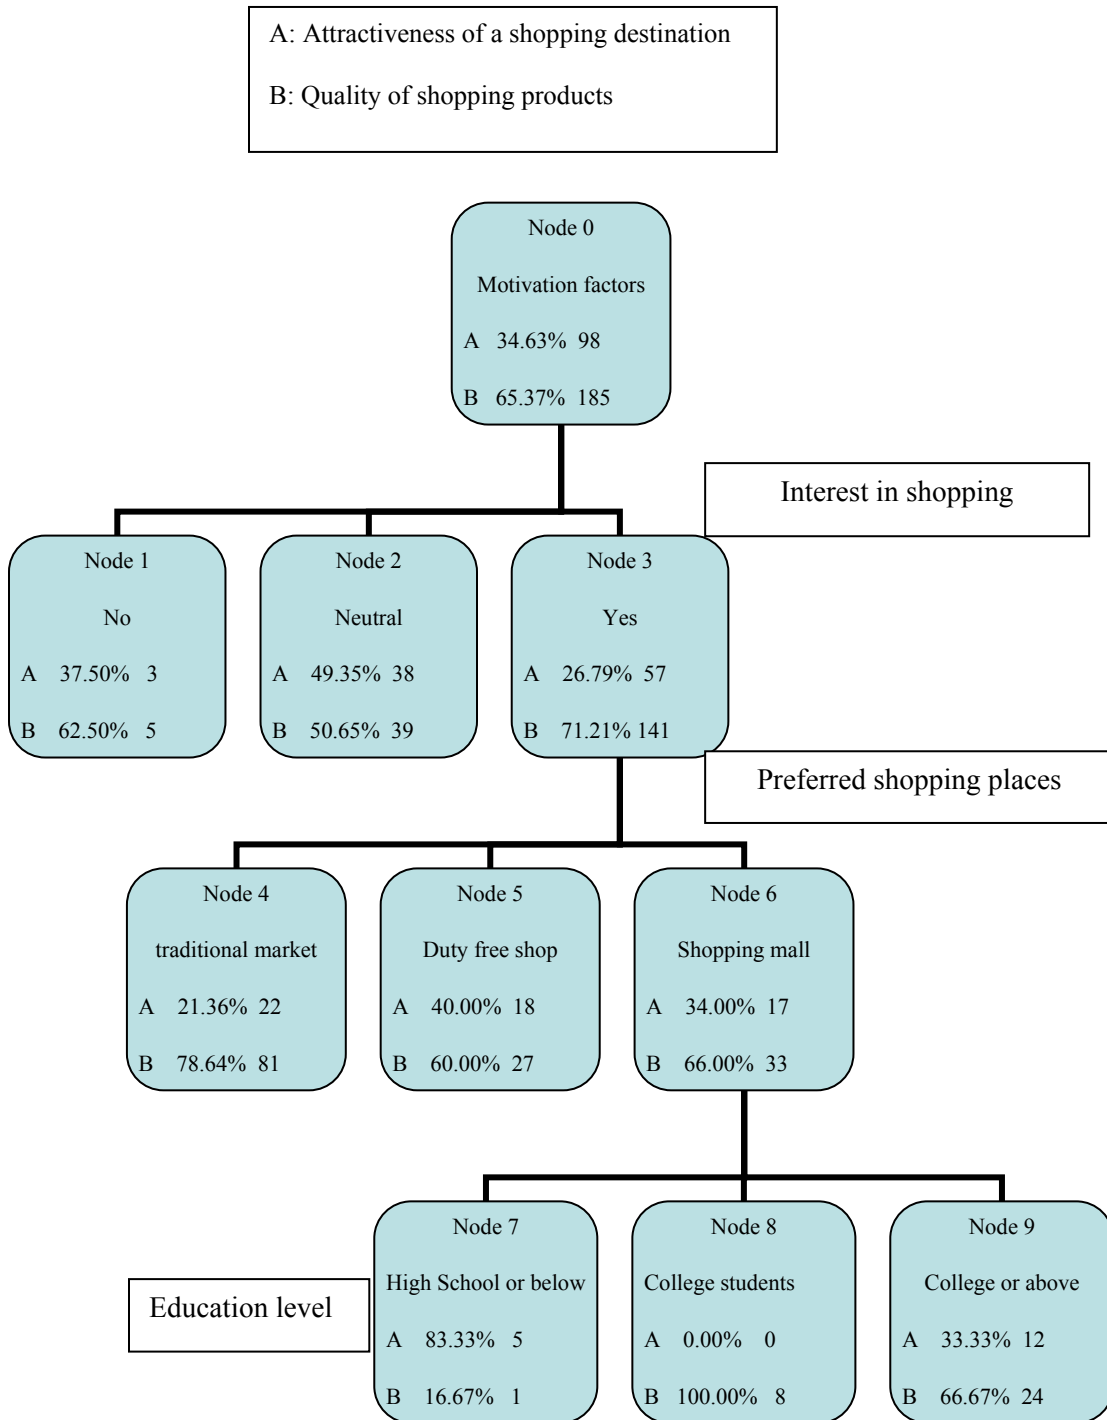 A: Attractiveness of a shopping destination
B: Quality of shopping products
Node 0
Motivation factors
A 34.63% 98
B 65.37% 185
Interest in shopping
Node 1
No
A 37.50% 3
B 62.50% 5
Node 2
Neutral
A 49.35% 38
B 50.65% 39
Node 3
Yes
A 26.79% 57
B 71.21% 141
Preferred shopping places
Node 4
traditional market
A 21.36% 22
B 78.64% 81
Node 5
Duty free shop
A 40.00% 18
B 60.00% 27
Node 6
Shopping mall
A 34.00% 17
B 66.00% 33
Education level
Node 7
High School or below
A 83.33% 5
B 16.67% 1
Node 8
College students
A 0.00% 0
B 100.00% 8
Node 9
College or above
A 33.33% 12
B 66.67% 24